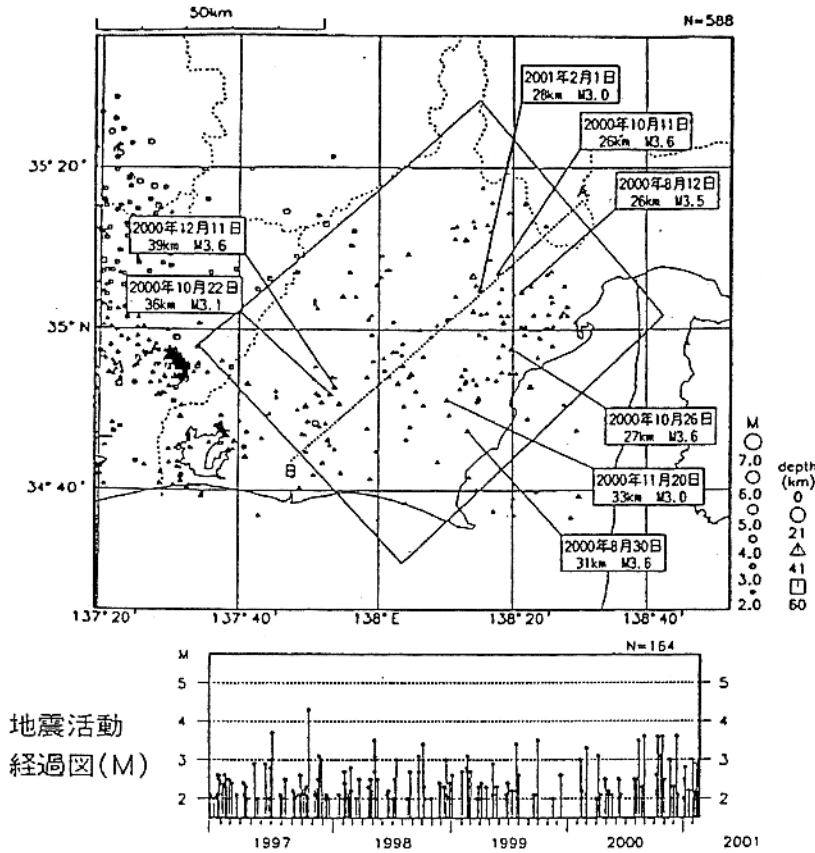 50km
N=588
2001年2月1日
28km M3.0
2000年10月11日
26km M3.6
35°20'
2000年8月12日
26km M3.5
A
2000年12月11日
39km M3.6
2000年10月22日
36km M3.1
35°N
2000年10月26日
27km M3.6
B
34°40'
2000年11月20日
33km M3.0
2000年8月30日
31km M3.6
M
7.0
6.0
5.0
4.0
3.0
2.0
depth
(km)
0
21
41
60
137°20' 137°40' 138°E 138°20' 138°40'
N=164
M
5 5
4 4
3 3
2 2
地震活動
経過図(M)
1997 1998 1999 2000 2001